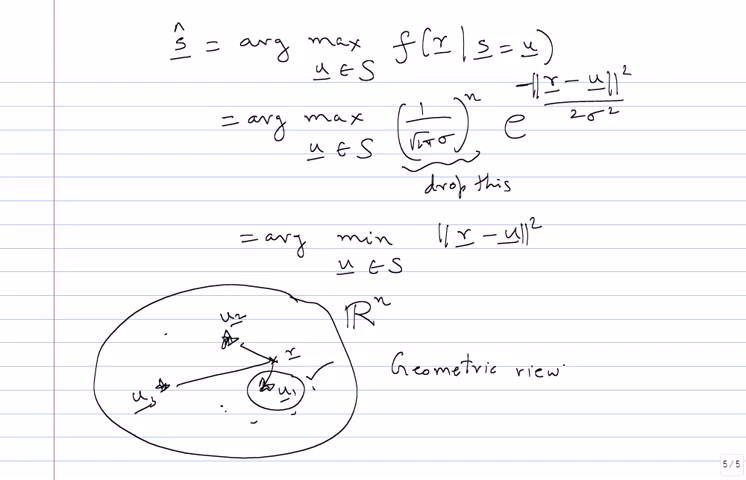 ŝ = arg max f(r | s = u)
u ∈ S
= arg max (1/√2πσ)^n e^(-||r - u||²/2σ²)
u ∈ S
drop this
= arg min ||r - u||²
u ∈ S
ℝ^n
u₂
r
Geometric view
u₃
u₁ ✓
5 / 5